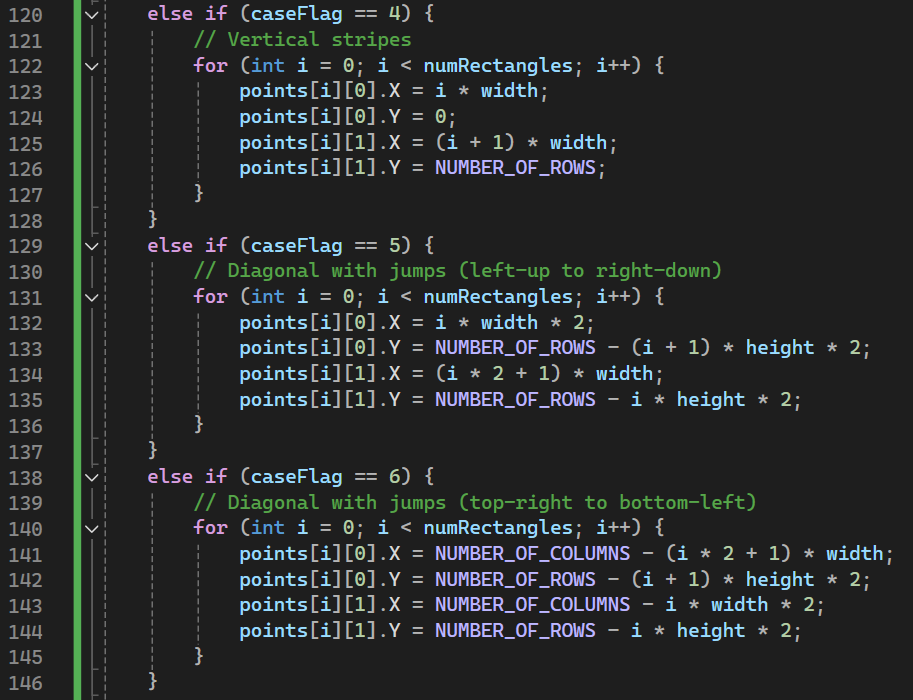 120 else if (caseFlag == 4) {
121 // Vertical stripes
122 for (int i = 0; i < numRectangles; i++) {
123 points[i][0].X = i * width;
124 points[i][0].Y = 0;
125 points[i][1].X = (i + 1) * width;
126 points[i][1].Y = NUMBER_OF_ROWS;
127 }
128 }
129 else if (caseFlag == 5) {
130 // Diagonal with jumps (left-up to right-down)
131 for (int i = 0; i < numRectangles; i++) {
132 points[i][0].X = i * width * 2;
133 points[i][0].Y = NUMBER_OF_ROWS - (i + 1) * height * 2;
134 points[i][1].X = (i * 2 + 1) * width;
135 points[i][1].Y = NUMBER_OF_ROWS - i * height * 2;
136 }
137 }
138 else if (caseFlag == 6) {
139 // Diagonal with jumps (top-right to bottom-left)
140 for (int i = 0; i < numRectangles; i++) {
141 points[i][0].X = NUMBER_OF_COLUMNS - (i * 2 + 1) * width;
142 points[i][0].Y = NUMBER_OF_ROWS - (i + 1) * height * 2;
143 points[i][1].X = NUMBER_OF_COLUMNS - i * width * 2;
144 points[i][1].Y = NUMBER_OF_ROWS - i * height * 2;
145 }
146 }